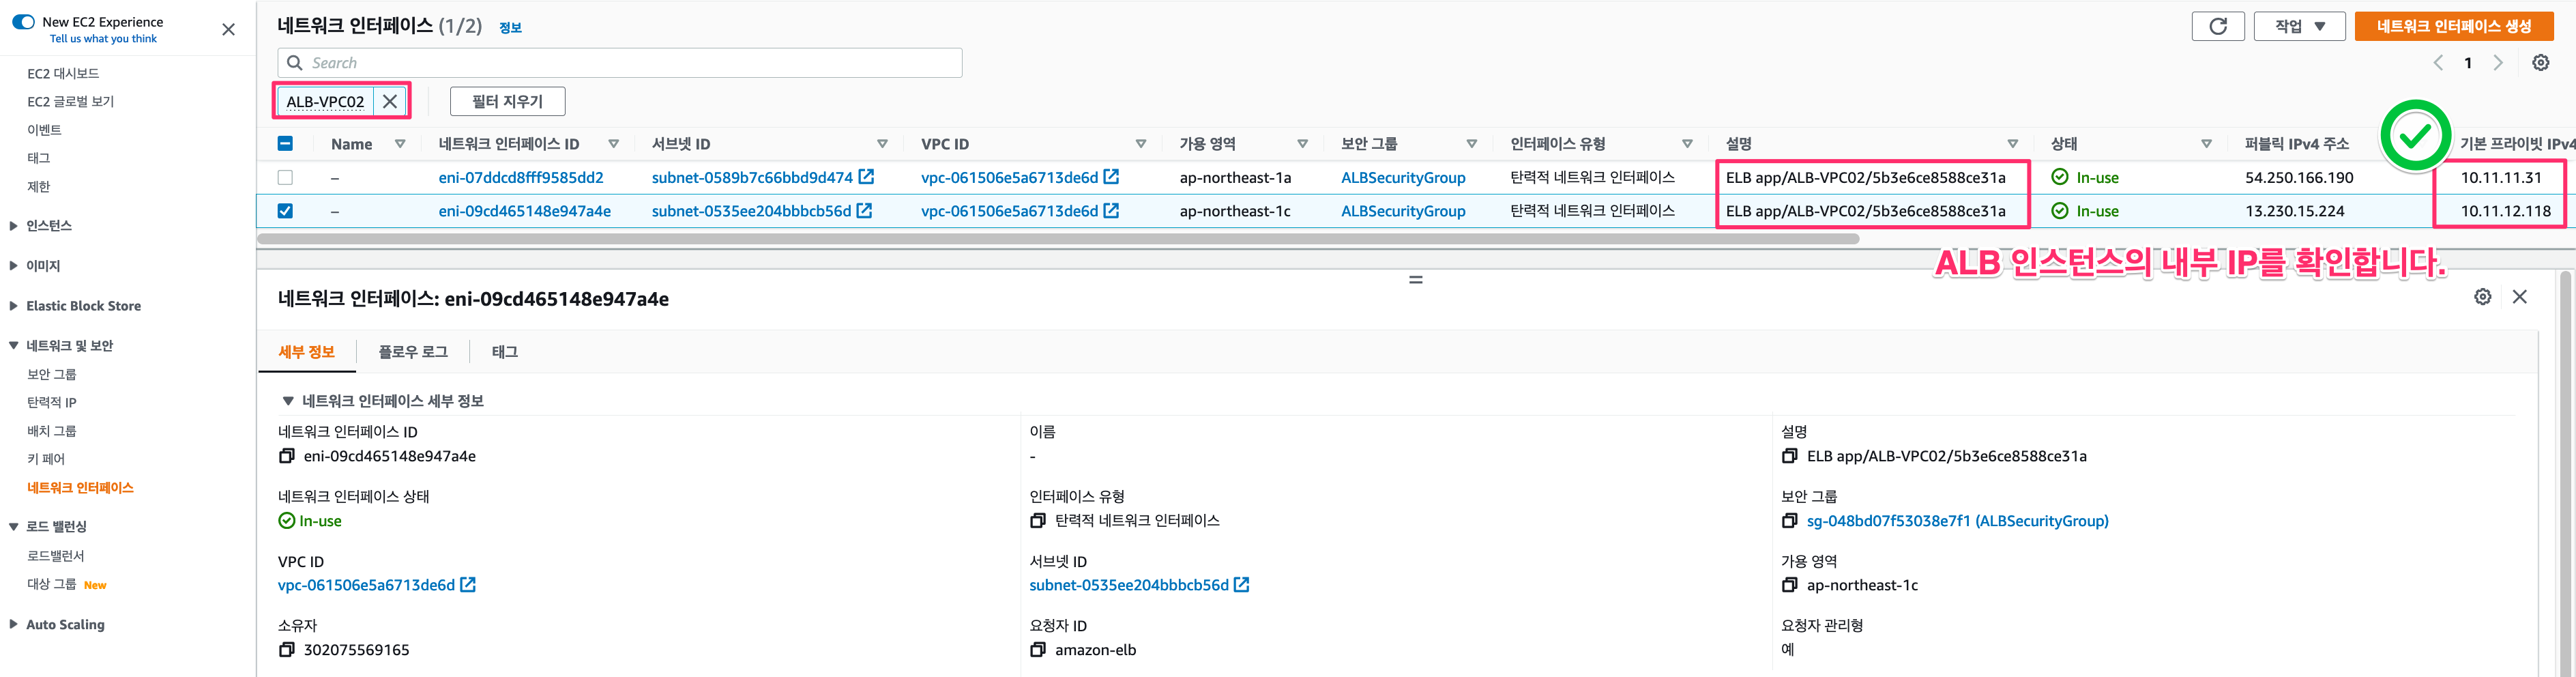 New EC2 Experience
Tell us what you think
EC2 대시보드
EC2 글로벌 보기
이벤트
태그
제한
인스턴스
이미지
Elastic Block Store
네트워크 및 보안
보안 그룹
탄력적 IP
배치 그룹
키 페어
네트워크 인터페이스
로드 밸런싱
로드밸런서
대상 그룹 New
Auto Scaling
네트워크 인터페이스 (1/2) 정보
작업
네트워크 인터페이스 생성
Search
1
ALB-VPC02
필터 지우기
Name 네트워크 인터페이스 ID 서브넷 ID VPC ID 가용 영역 보안 그룹 인터페이스 유형 설명 상태 퍼블릭 IPv4 주소 기본 프라이빗 IPv4
– eni-07ddcd8fff9585dd2 subnet-0589b7c66bbd9d474 vpc-061506e5a6713de6d ap-northeast-1a ALBSecurityGroup 탄력적 네트워크 인터페이스 ELB app/ALB-VPC02/5b3e6ce8588ce31a In-use 54.250.166.190 10.11.11.31
– eni-09cd465148e947a4e subnet-0535ee204bbbcb56d vpc-061506e5a6713de6d ap-northeast-1c ALBSecurityGroup 탄력적 네트워크 인터페이스 ELB app/ALB-VPC02/5b3e6ce8588ce31a In-use 13.230.15.224 10.11.12.118
ALB 인스턴스의 내부 IP를 확인합니다.
네트워크 인터페이스: eni-09cd465148e947a4e
세부 정보 플로우 로그 태그
네트워크 인터페이스 세부 정보
네트워크 인터페이스 ID
eni-09cd465148e947a4e
이름
-
설명
ELB app/ALB-VPC02/5b3e6ce8588ce31a
네트워크 인터페이스 상태
In-use
인터페이스 유형
탄력적 네트워크 인터페이스
보안 그룹
sg-048bd07f53038e7f1 (ALBSecurityGroup)
VPC ID
vpc-061506e5a6713de6d
서브넷 ID
subnet-0535ee204bbbcb56d
가용 영역
ap-northeast-1c
소유자
302075569165
요청자 ID
amazon-elb
요청자 관리형
예